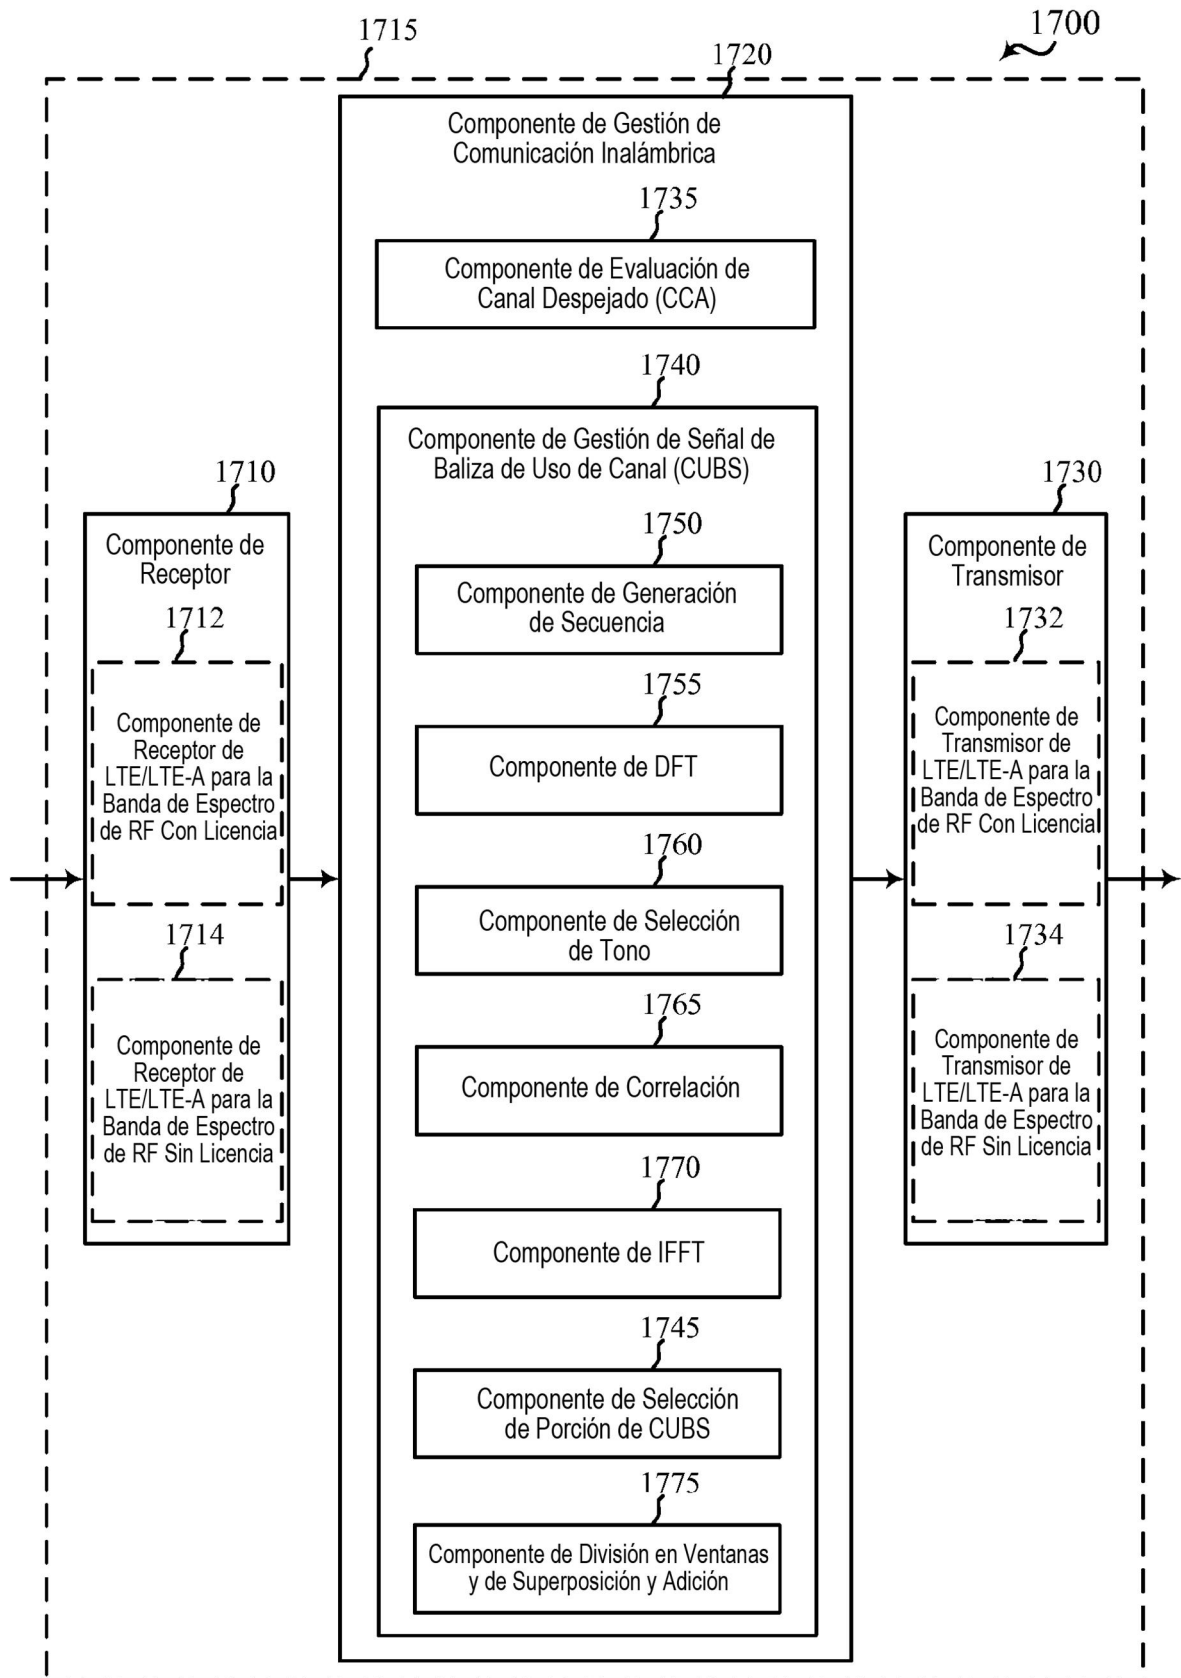 1700
1715
1720
Componente de Gestión de
Comunicación Inalámbrica
1735
Componente de Evaluación de
Canal Despejado (CCA)
1740
Componente de Gestión de Señal de
Baliza de Uso de Canal (CUBS)
1710
Componente de
Receptor
1712
Componente de
Receptor de
LTE/LTE-A para la
Banda de Espectro
de RF Con Licencia
1714
Componente de
Receptor de
LTE/LTE-A para la
Banda de Espectro
de RF Sin Licencia
1750
Componente de Generación
de Secuencia
1755
Componente de DFT
1760
Componente de Selección
de Tono
1765
Componente de Correlación
1770
Componente de IFFT
1745
Componente de Selección
de Porción de CUBS
1775
Componente de División en Ventanas
y de Superposición y Adición
1730
Componente de
Transmisor
1732
Componente de
Transmisor de
LTE/LTE-A para la
Banda de Espectro
de RF Con Licencia
1734
Componente de
Transmisor de
LTE/LTE-A para la
Banda de Espectro
de RF Sin Licencia